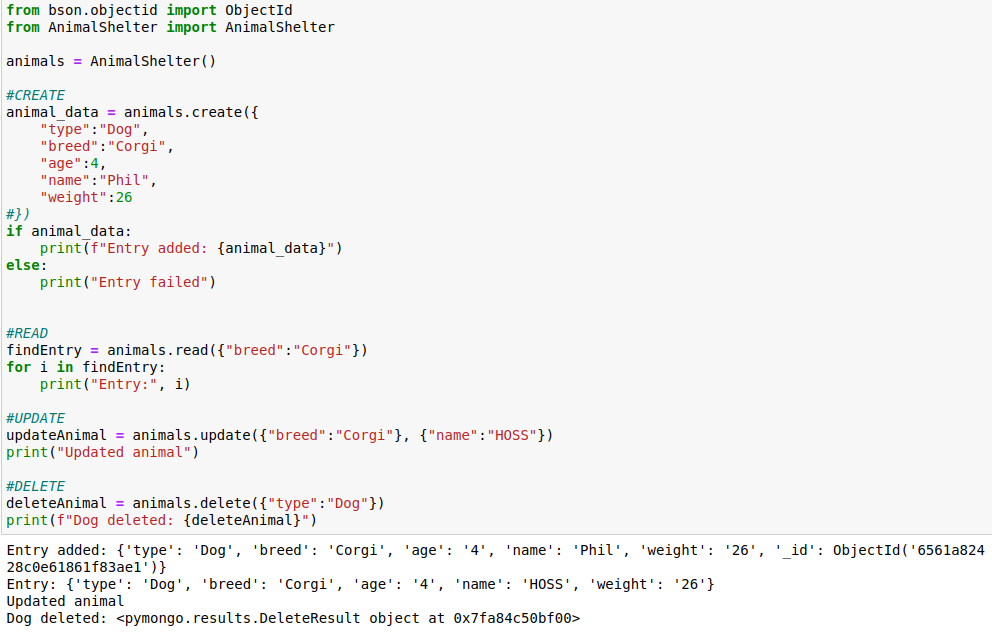 from bson.objectid import ObjectId
from AnimalShelter import AnimalShelter

animals = AnimalShelter()

#CREATE
animal_data = animals.create({
    "type":"Dog",
    "breed":"Corgi",
    "age":4,
    "name":"Phil",
    "weight":26
#})
if animal_data:
    print(f"Entry added: {animal_data}")
else:
    print("Entry failed")


#READ
findEntry = animals.read({"breed":"Corgi"})
for i in findEntry:
    print("Entry:", i)

#UPDATE
updateAnimal = animals.update({"breed":"Corgi"}, {"name":"HOSS"})
print("Updated animal")

#DELETE
deleteAnimal = animals.delete({"type":"Dog"})
print(f"Dog deleted: {deleteAnimal}")
Entry added: {'type': 'Dog', 'breed': 'Corgi', 'age': '4', 'name': 'Phil', 'weight': '26', '_id': ObjectId('6561a824
28c0e61861f83ae1')}
Entry: {'type': 'Dog', 'breed': 'Corgi', 'age': '4', 'name': 'HOSS', 'weight': '26'}
Updated animal
Dog deleted: <pymongo.results.DeleteResult object at 0x7fa84c50bf00>